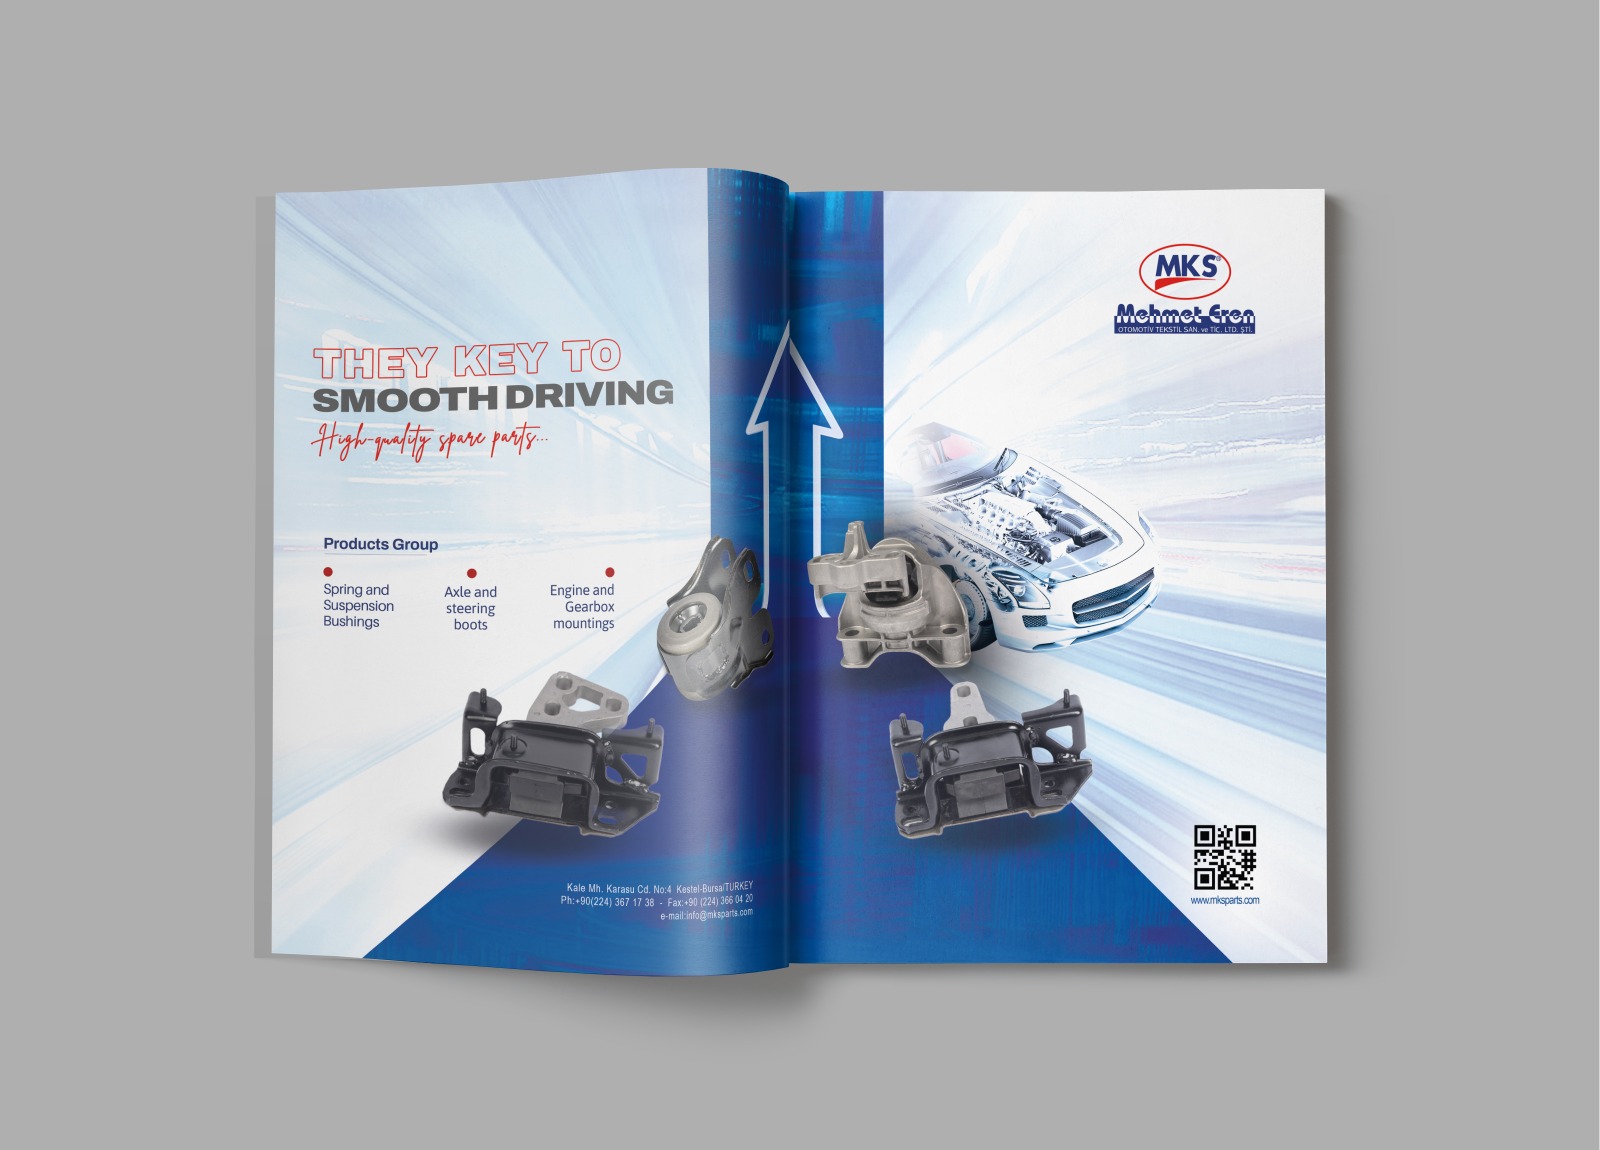 THEY KEY TO
SMOOTH DRIVING
High-quality spare parts...
Products Group
Spring and
Suspension
Bushings
Axle and
steering
boots
Engine and
Gearbox
mountings
Kale Mh. Karasu Cd. No:4 Kestel-Bursa/TURKEY
Ph:+90(224) 367 17 38 - Fax:+90 (224) 366 04 20
e-mail:info@mksparts.com
MKS®
Mehmet Eren
OTOMOTİV TEKSTİL SAN. ve TİC. LTD. ŞTİ.
www.mksparts.com